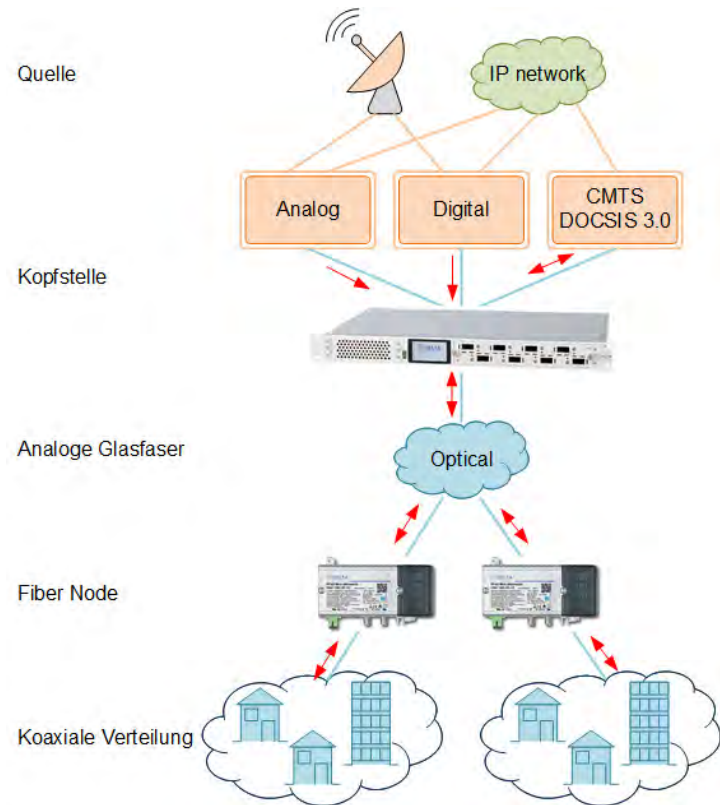 Quelle
IP network
Analog
Digital
CMTS
DOCSIS 3.0
Kopfstelle
Analoge Glasfaser
Optical
Fiber Node
Koaxiale Verteilung